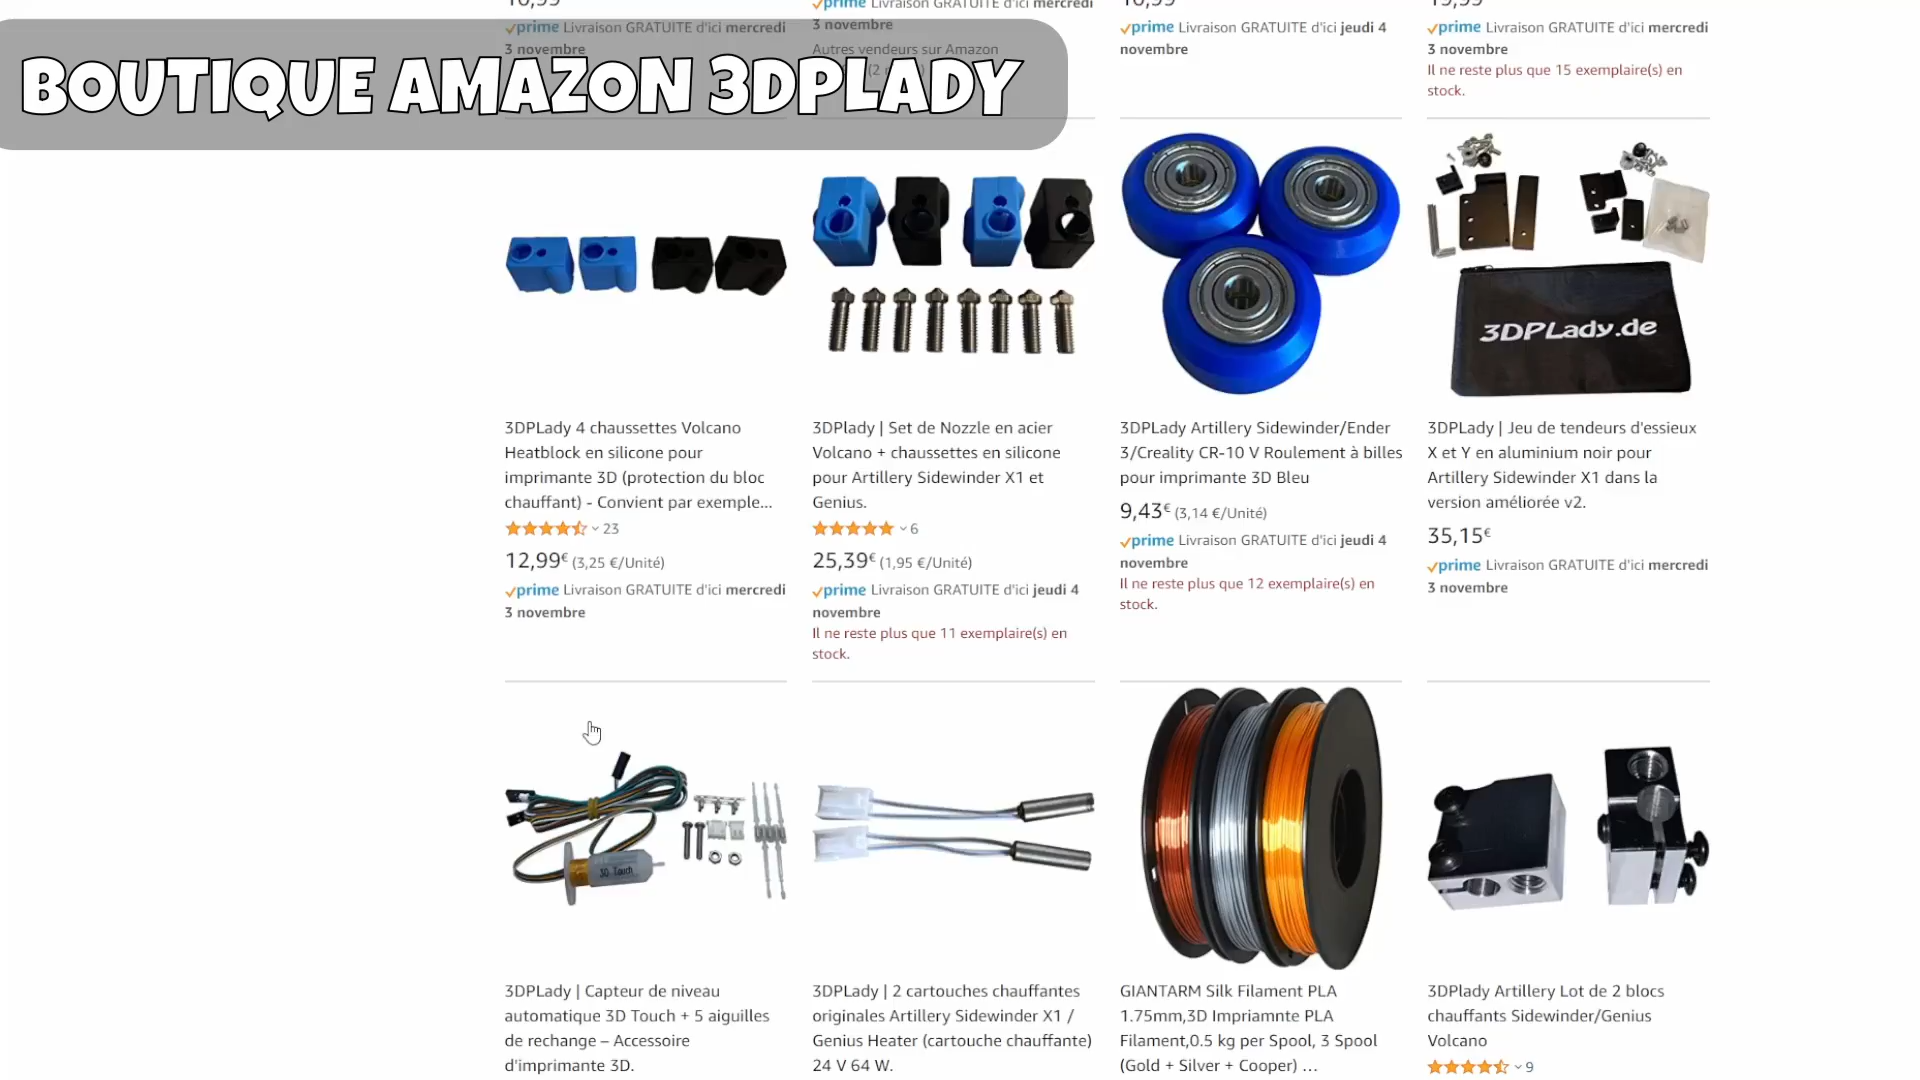 prime Livraison GRATUITE d'ici mercredi
3 novembre
prime Livraison GRATUITE d'ici mercredi
3 novembre
Autres vendeurs sur Amazon
prime Livraison GRATUITE d'ici jeudi 4
novembre
prime Livraison GRATUITE d'ici mercredi
3 novembre
Il ne reste plus que 15 exemplaire(s) en
stock.
BOUTIQUE AMAZON 3DPLADY
3DPLady.de
3DPLady 4 chaussettes Volcano
Heatblock en silicone pour
imprimante 3D (protection du bloc
chauffant) - Convient par exemple...
23
12,99€ (3,25 €/Unité)
prime Livraison GRATUITE d'ici mercredi
3 novembre
3DPlady | Set de Nozzle en acier
Volcano + chaussettes en silicone
pour Artillery Sidewinder X1 et
Genius.
6
25,39€ (1,95 €/Unité)
prime Livraison GRATUITE d'ici jeudi 4
novembre
Il ne reste plus que 11 exemplaire(s) en
stock.
3DPLady Artillery Sidewinder/Ender
3/Creality CR-10 V Roulement à billes
pour imprimante 3D Bleu
9,43€ (3,14 €/Unité)
prime Livraison GRATUITE d'ici jeudi 4
novembre
Il ne reste plus que 12 exemplaire(s) en
stock.
3DPLady | Jeu de tendeurs d'essieux
X et Y en aluminium noir pour
Artillery Sidewinder X1 dans la
version améliorée v2.
35,15€
prime Livraison GRATUITE d'ici mercredi
3 novembre
3D Touch
3DPLady | Capteur de niveau
automatique 3D Touch + 5 aiguilles
de rechange – Accessoire
d'imprimante 3D.
3DPLady | 2 cartouches chauffantes
originales Artillery Sidewinder X1 /
Genius Heater (cartouche chauffante)
24 V 64 W.
GIANTARM Silk Filament PLA
1.75mm,3D Impriamnte PLA
Filament,0.5 kg per Spool, 3 Spool
(Gold + Silver + Cooper) ...
3DPlady Artillery Lot de 2 blocs
chauffants Sidewinder/Genius
Volcano
9